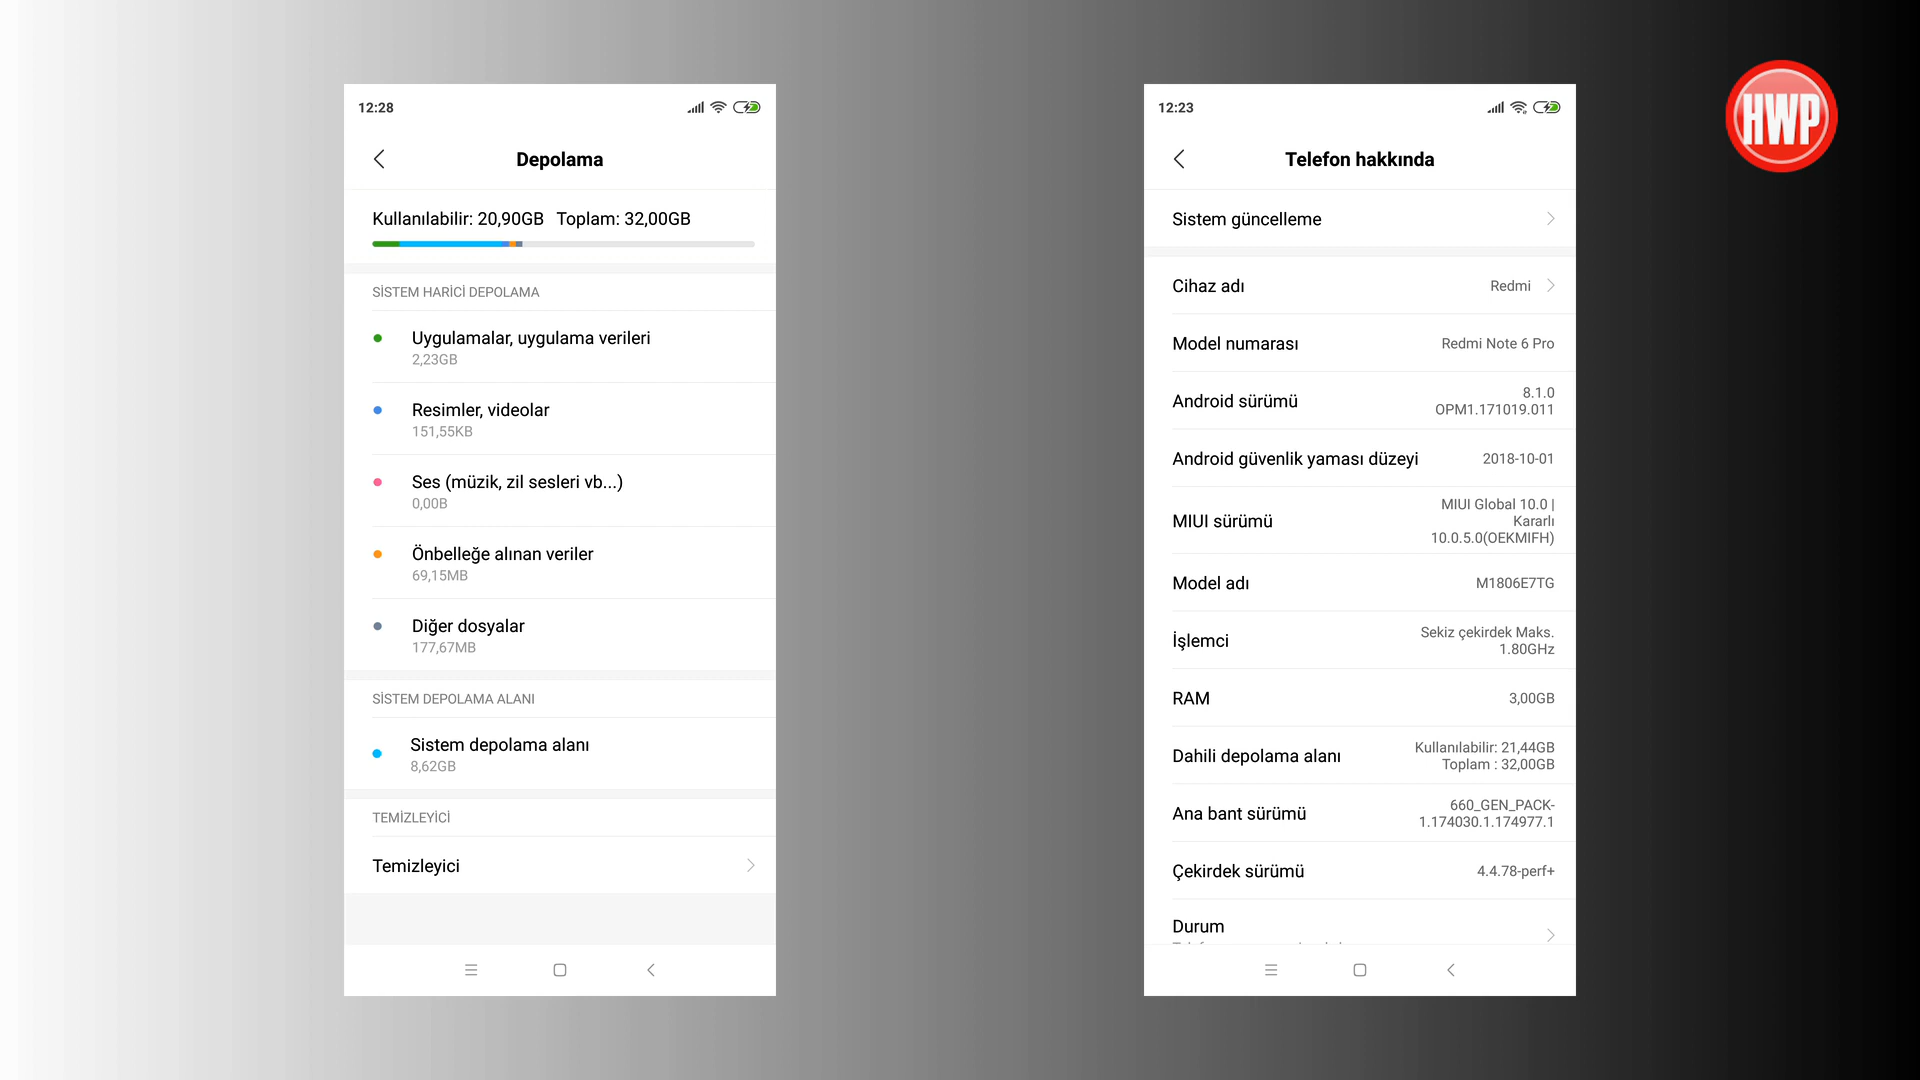 12:28
Depolama
Kullanılabilir: 20,90GB Toplam: 32,00GB
SİSTEM HARİCİ DEPOLAMA
Uygulamalar, uygulama verileri
2,23GB
Resimler, videolar
151,55KB
Ses (müzik, zil sesleri vb...)
0,00B
Önbelleğe alınan veriler
69,15MB
Diğer dosyalar
177,67MB
SİSTEM DEPOLAMA ALANI
Sistem depolama alanı
8,62GB
TEMİZLEYİCİ
Temizleyici
12:23
Telefon hakkında
Sistem güncelleme
Cihaz adı
Redmi
Model numarası
Redmi Note 6 Pro
Android sürümü
8.1.0
OPM1.171019.011
Android güvenlik yaması düzeyi
2018-10-01
MIUI sürümü
MIUI Global 10.0 |
Kararlı
10.0.5.0(OEKMIFH)
Model adı
M1806E7TG
İşlemci
Sekiz çekirdek Maks.
1.80GHz
RAM
3,00GB
Dahili depolama alanı
Kullanılabilir: 21,44GB
Toplam : 32,00GB
Ana bant sürümü
660_GEN_PACK-
1.174030.1.174977.1
Çekirdek sürümü
4.4.78-perf+
Durum
HWP